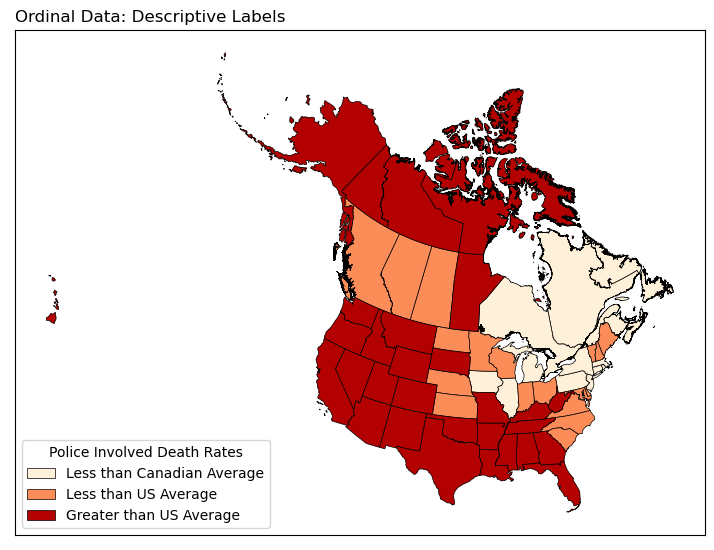 Ordinal Data: Descriptive Labels
Police Involved Death Rates
Less than Canadian Average
Less than US Average
Greater than US Average